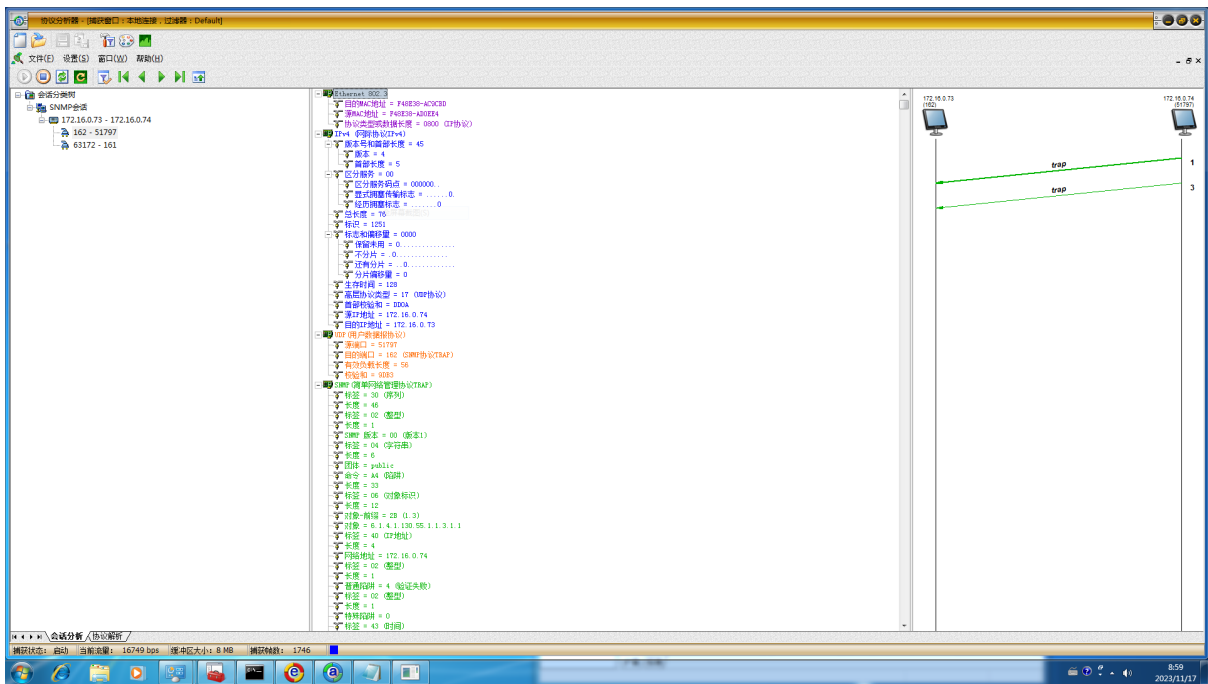 协议分析器 - [捕获窗口：本地连接，过滤器：Default]
文件(F) 设置(S) 窗口(W) 帮助(H)
会话分类树
SNMP会话
172.16.0.73 - 172.16.0.74
162 - 51797
63172 - 161
Ethernet 802.3
目的MAC地址 = F48E38-AC9CBD
源MAC地址 = F48E38-AD0EE4
协议类型或数据长度 = 0800 (IP协议)
IPv4 (网际协议IPv4)
版本号和首部长度 = 45
版本 = 4
首部长度 = 5
区分服务 = 00
区分服务码点 = 000000..
显式拥塞传输标志 = ......0.
经历拥塞标志 = .......0
总长度 = 76
标识 = 1251
标志和偏移量 = 0000
保留未用 = 0..............
不分片 = .0.............
还有分片 = ..0............
分片偏移量 = 0
生存时间 = 128
高层协议类型 = 17 (UDP协议)
首部校验和 = DD0A
源IP地址 = 172.16.0.74
目的IP地址 = 172.16.0.73
UDP (用户数据报协议)
源端口 = 51797
目的端口 = 162 (SNMP协议TRAP)
有效负载长度 = 56
校验和 = 9DB3
SNMP (简单网络管理协议TRAP)
标签 = 30 (序列)
长度 = 46
标签 = 02 (整型)
长度 = 1
SNMP 版本 = 00 (版本1)
标签 = 04 (字符串)
长度 = 6
团体 = public
命令 = A4 (陷阱)
长度 = 33
标签 = 06 (对象标识)
长度 = 12
对象-前缀 = 2B (1.3)
对象 = 6.1.4.1.130.55.1.1.3.1.1
标签 = 40 (IP地址)
长度 = 4
网络地址 = 172.16.0.74
标签 = 02 (整型)
长度 = 1
普通陷阱 = 4 (验证失败)
标签 = 02 (整型)
长度 = 1
特殊陷阱 = 0
标签 = 43 (时间)
172.16.0.73
(162)
172.16.0.74
(51797)
trap 1
trap 3
会话分析 协议解析
捕获状态： 启动 当前流量： 16749 bps 缓冲区大小：8 MB 捕获帧数： 1746
8:59
2023/11/17